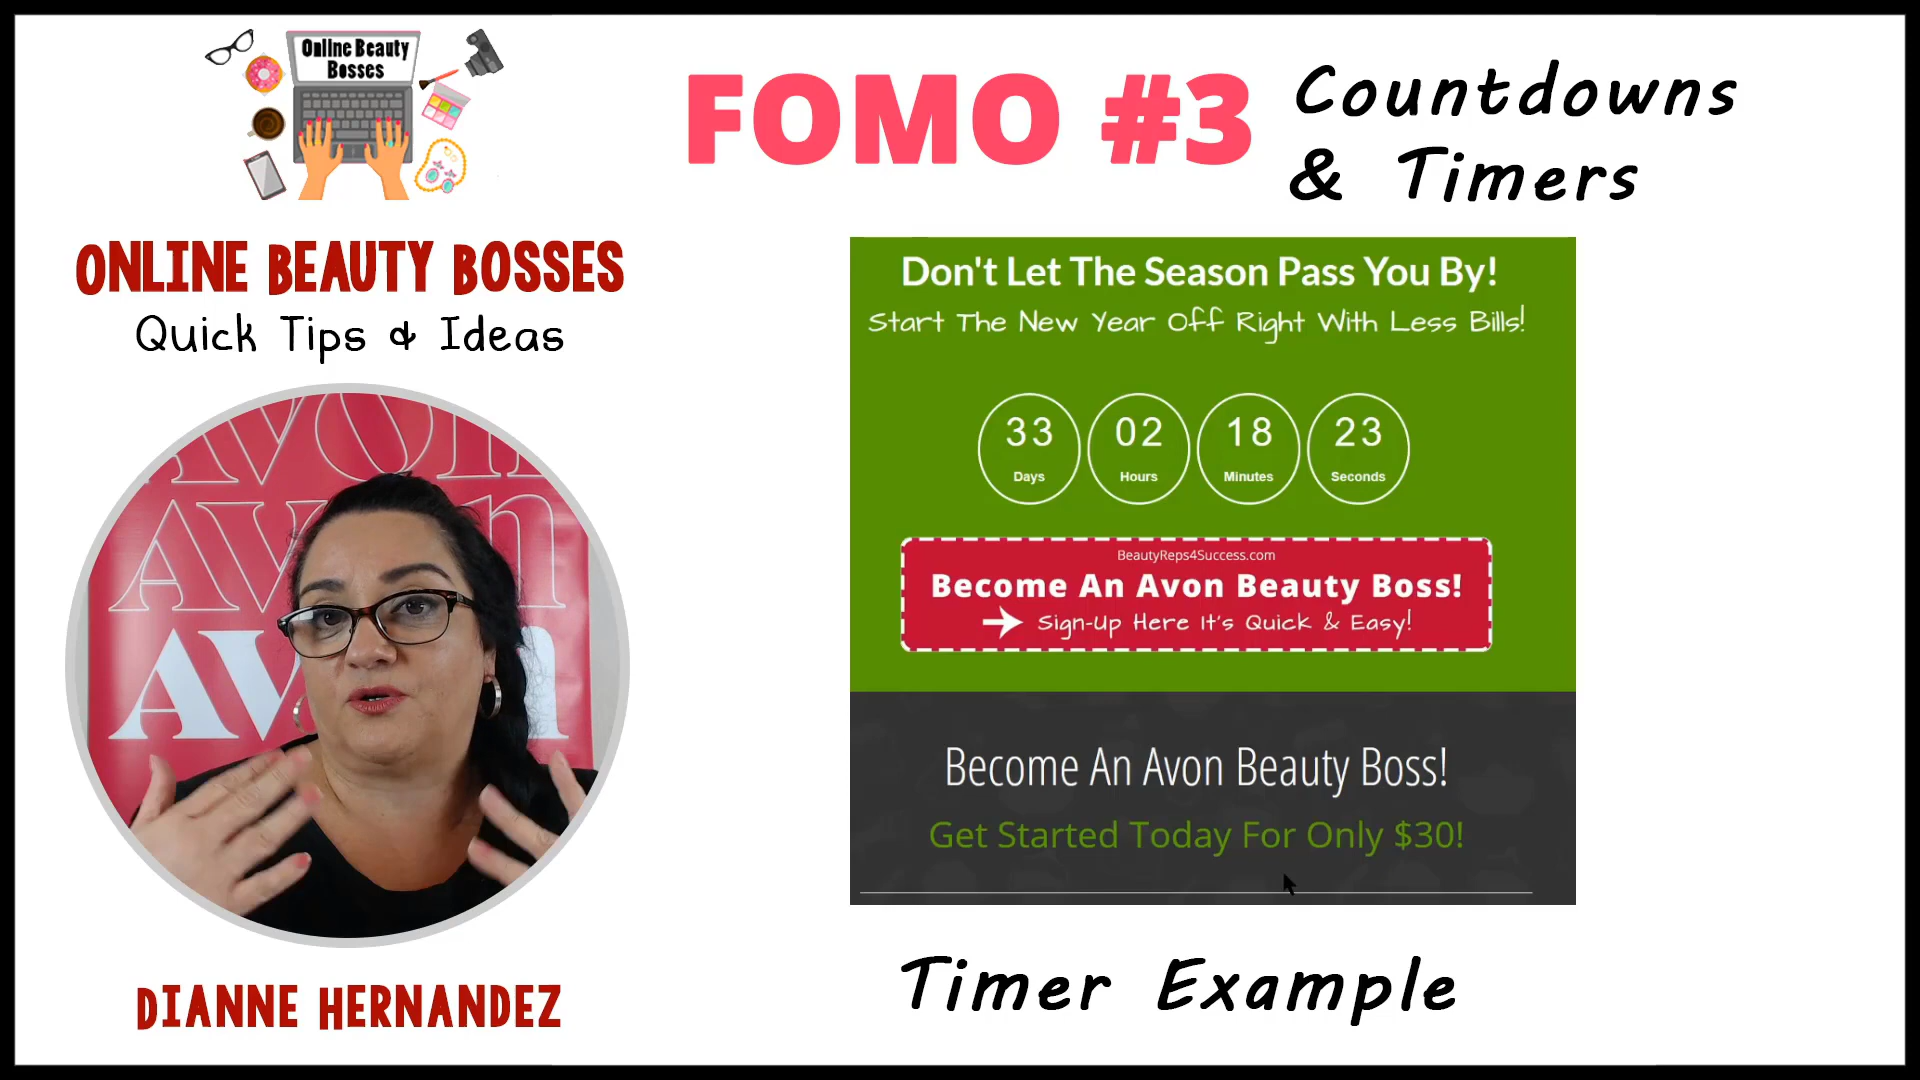 Online Beauty
Bosses
ONLINE BEAUTY BOSSES
Quick Tips & Ideas
AVON
AVON
AVON
DIANNE HERNANDEZ
FOMO #3
Countdowns
& Timers
Don't Let The Season Pass You By!
Start The New Year Off Right With Less Bills!
33
Days
02
Hours
18
Minutes
23
Seconds
BeautyReps4Success.com
Become An Avon Beauty Boss!
Sign-Up Here It's Quick & Easy!
Become An Avon Beauty Boss!
Get Started Today For Only $30!
Timer Example